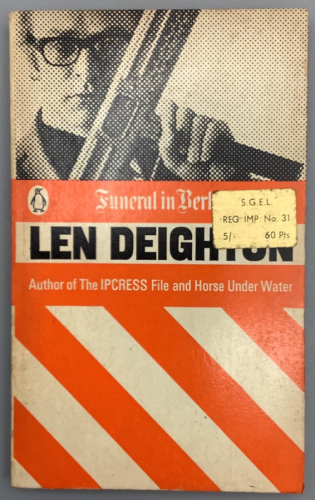 Funeral in Berl
S.G.E.L.
REG. IMP. No. 31
5/- 60 Pts
LEN DEIGHTON
Author of The IPCRESS File and Horse Under Water